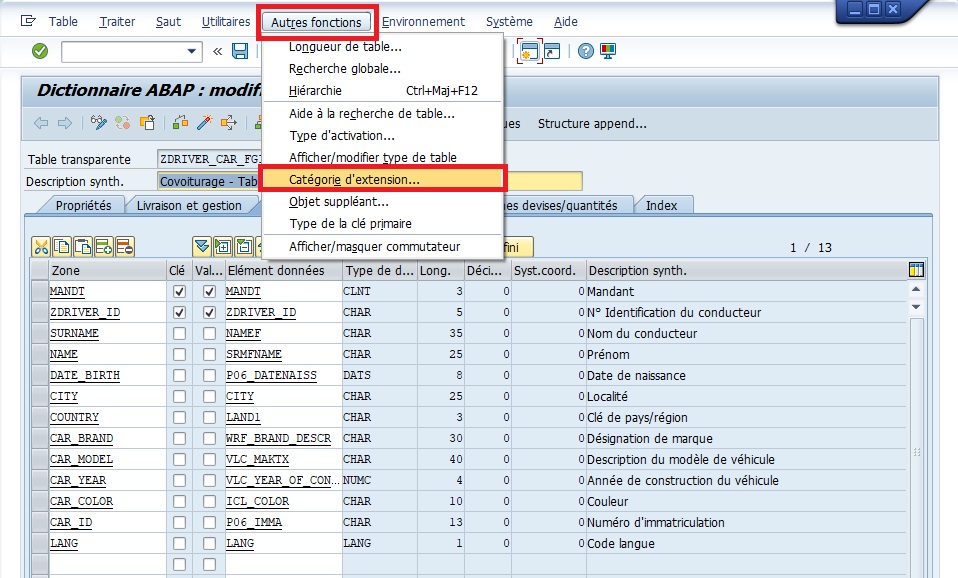 Table Traiter Saut Utilitaires Autres fonctions Environnement Système Aide
«
Longueur de table...
Recherche globale...
Hiérarchie Ctrl+Maj+F12
Dictionnaire ABAP : modifi
Aide à la recherche de table...
Structure append...
Type d'activation...
Afficher/modifier type de table
Table transparente ZDRIVER_CAR
Catégorie d'extension...
Description synth. Covoiturage - Tab
Objet suppléant...
Propriétés Livraison et gestion devises/quantités Index
Type de la clé primaire
Afficher/masquer commutateur
1 / 13
Zone Clé Val... Elément données Type de d... Long. Déci... Syst.coord. Description synth.
MANDT MANDT CLNT 3 0 0 Mandant
ZDRIVER_ID ZDRIVER_ID CHAR 5 0 0 N° Identification du conducteur
SURNAME NAMEF CHAR 35 0 0 Nom du conducteur
NAME SRMFNAME CHAR 25 0 0 Prénom
DATE_BIRTH P06_DATENAISS DATS 8 0 0 Date de naissance
CITY CITY CHAR 25 0 0 Localité
COUNTRY LAND1 CHAR 3 0 0 Clé de pays/région
CAR_BRAND WRF_BRAND_DESCR CHAR 30 0 0 Désignation de marque
CAR_MODEL VLC_MAKTX CHAR 40 0 0 Description du modèle de véhicule
CAR_YEAR VLC_YEAR_OF_CON... NUMC 4 0 0 Année de construction du véhicule
CAR_COLOR ICL_COLOR CHAR 10 0 0 Couleur
CAR_ID P06_IMMA CHAR 13 0 0 Numéro d'immatriculation
LANG LANG LANG 1 0 0 Code langue